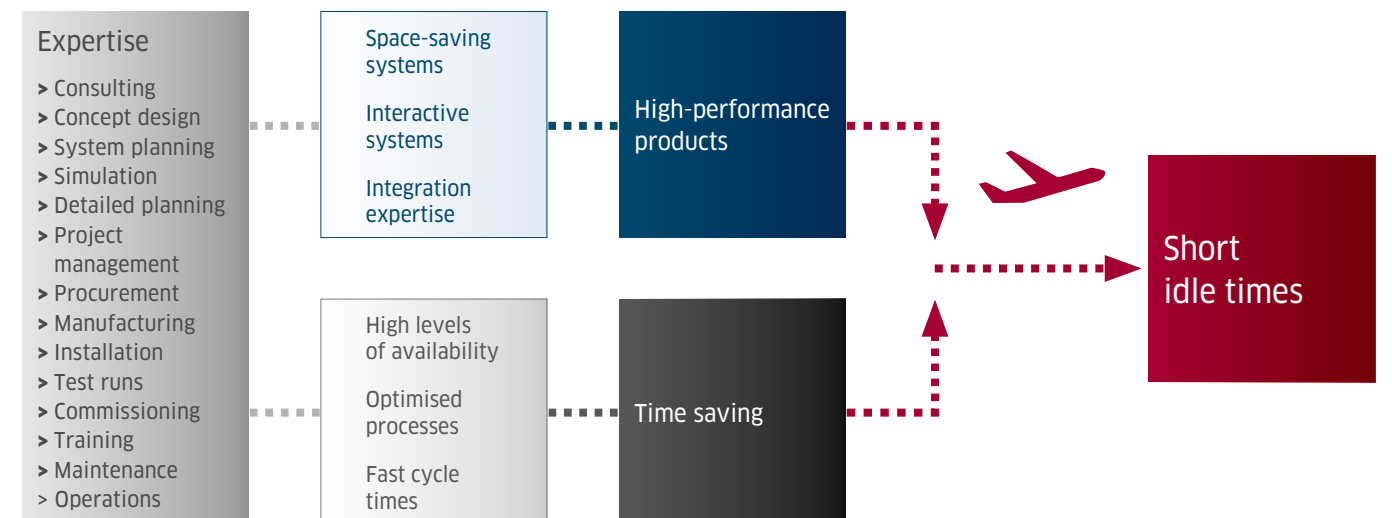 Expertise
> Consulting
> Concept design
> System planning
> Simulation
> Detailed planning
> Project
management
> Procurement
> Manufacturing
> Installation
> Test runs
> Commissioning
> Training
> Maintenance
> Operations
Space-saving
systems
Interactive
systems
Integration
expertise
High-performance
products
High levels
of availability
Optimised
processes
Fast cycle
times
Time saving
Short
idle times